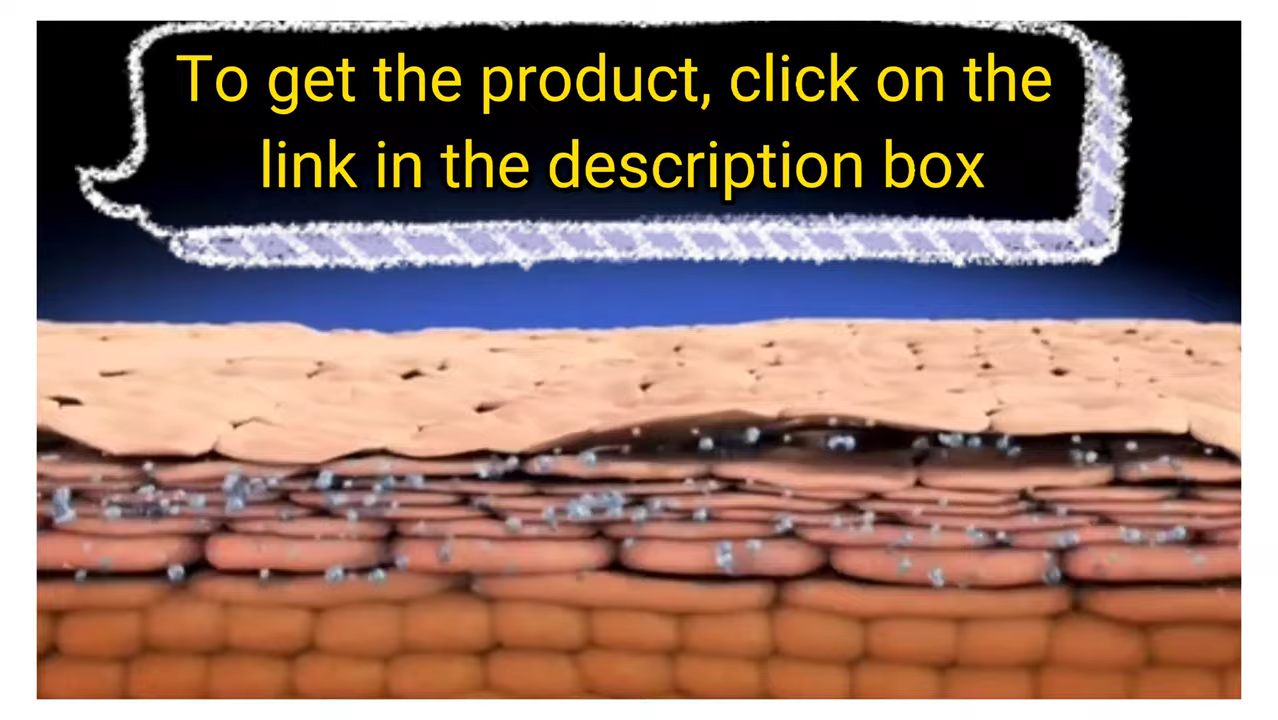 To get the product, click on the
link in the description box